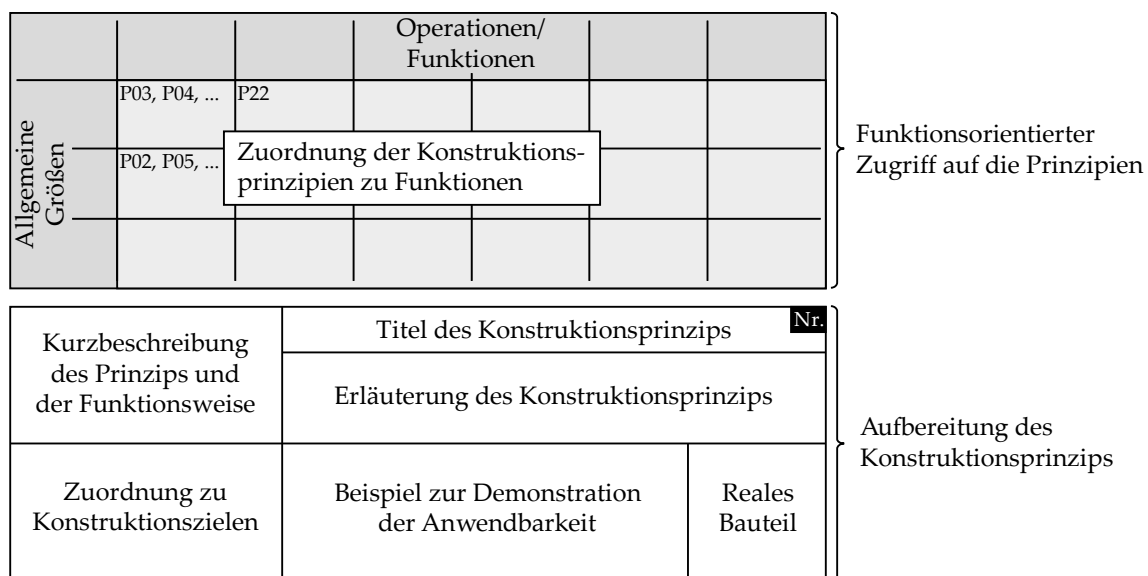 Operationen/
Funktionen
Allgemeine
Größen
P03, P04, ...
P22
P02, P05, ...
Zuordnung der Konstruktions-
prinzipien zu Funktionen
Funktionsorientierter
Zugriff auf die Prinzipien
Kurzbeschreibung
des Prinzips und
der Funktionsweise
Titel des Konstruktionsprinzips
Nr.
Erläuterung des Konstruktionsprinzips
Zuordnung zu
Konstruktionszielen
Beispiel zur Demonstration
der Anwendbarkeit
Reales
Bauteil
Aufbereitung des
Konstruktionsprinzips